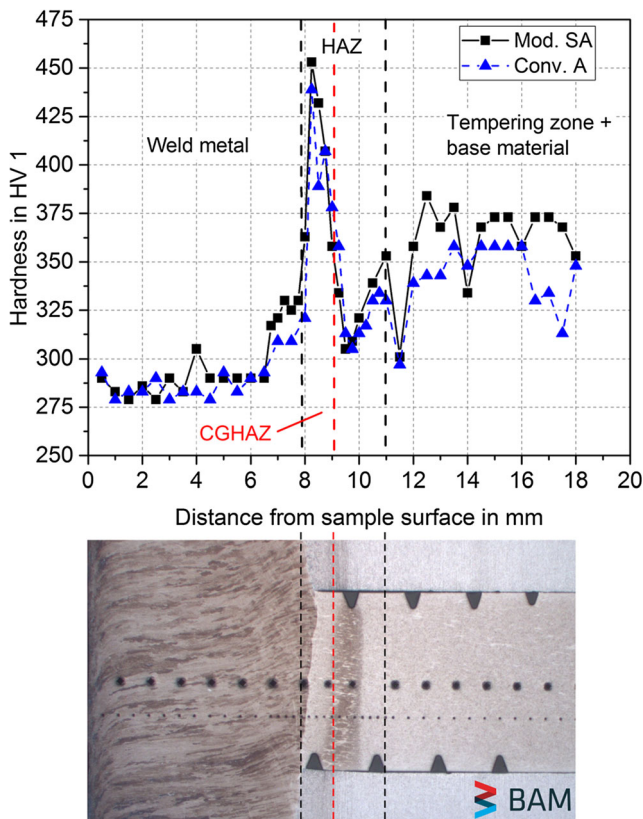 475
450
425
400
375
350
325
300
275
250
Hardness in HV 1
HAZ
Mod. SA
Conv. A
Weld metal
Tempering zone +
base material
CGHAZ
0 2 4 6 8 10 12 14 16 18 20
Distance from sample surface in mm
BAM